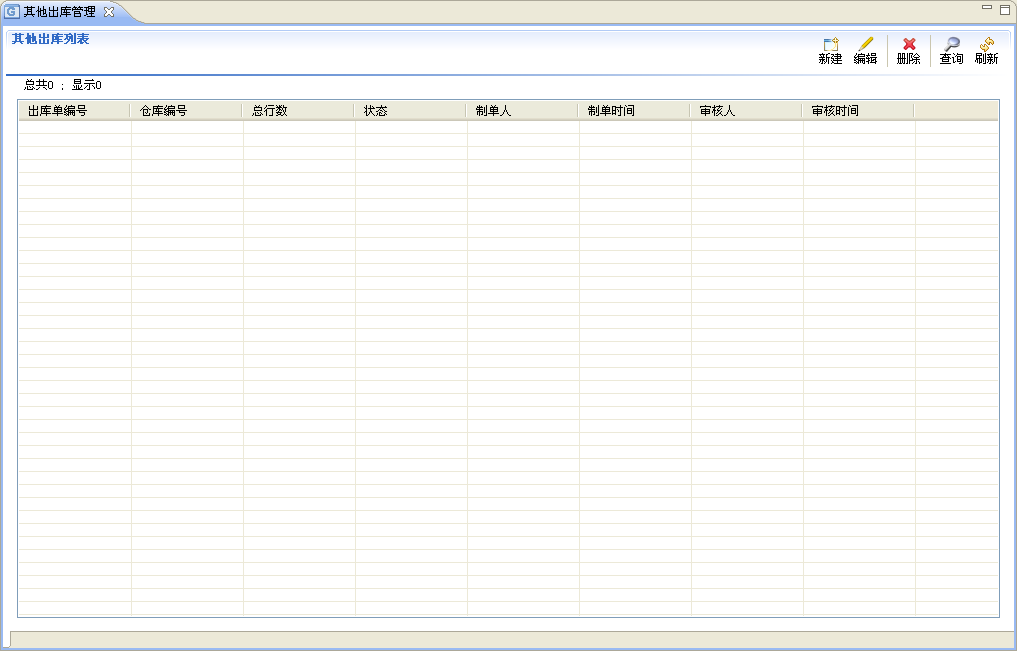 其他出库管理
其他出库列表
新建 编辑 删除 查询 刷新
总共0 ； 显示0
出库单编号 仓库编号 总行数 状态 制单人 制单时间 审核人 审核时间